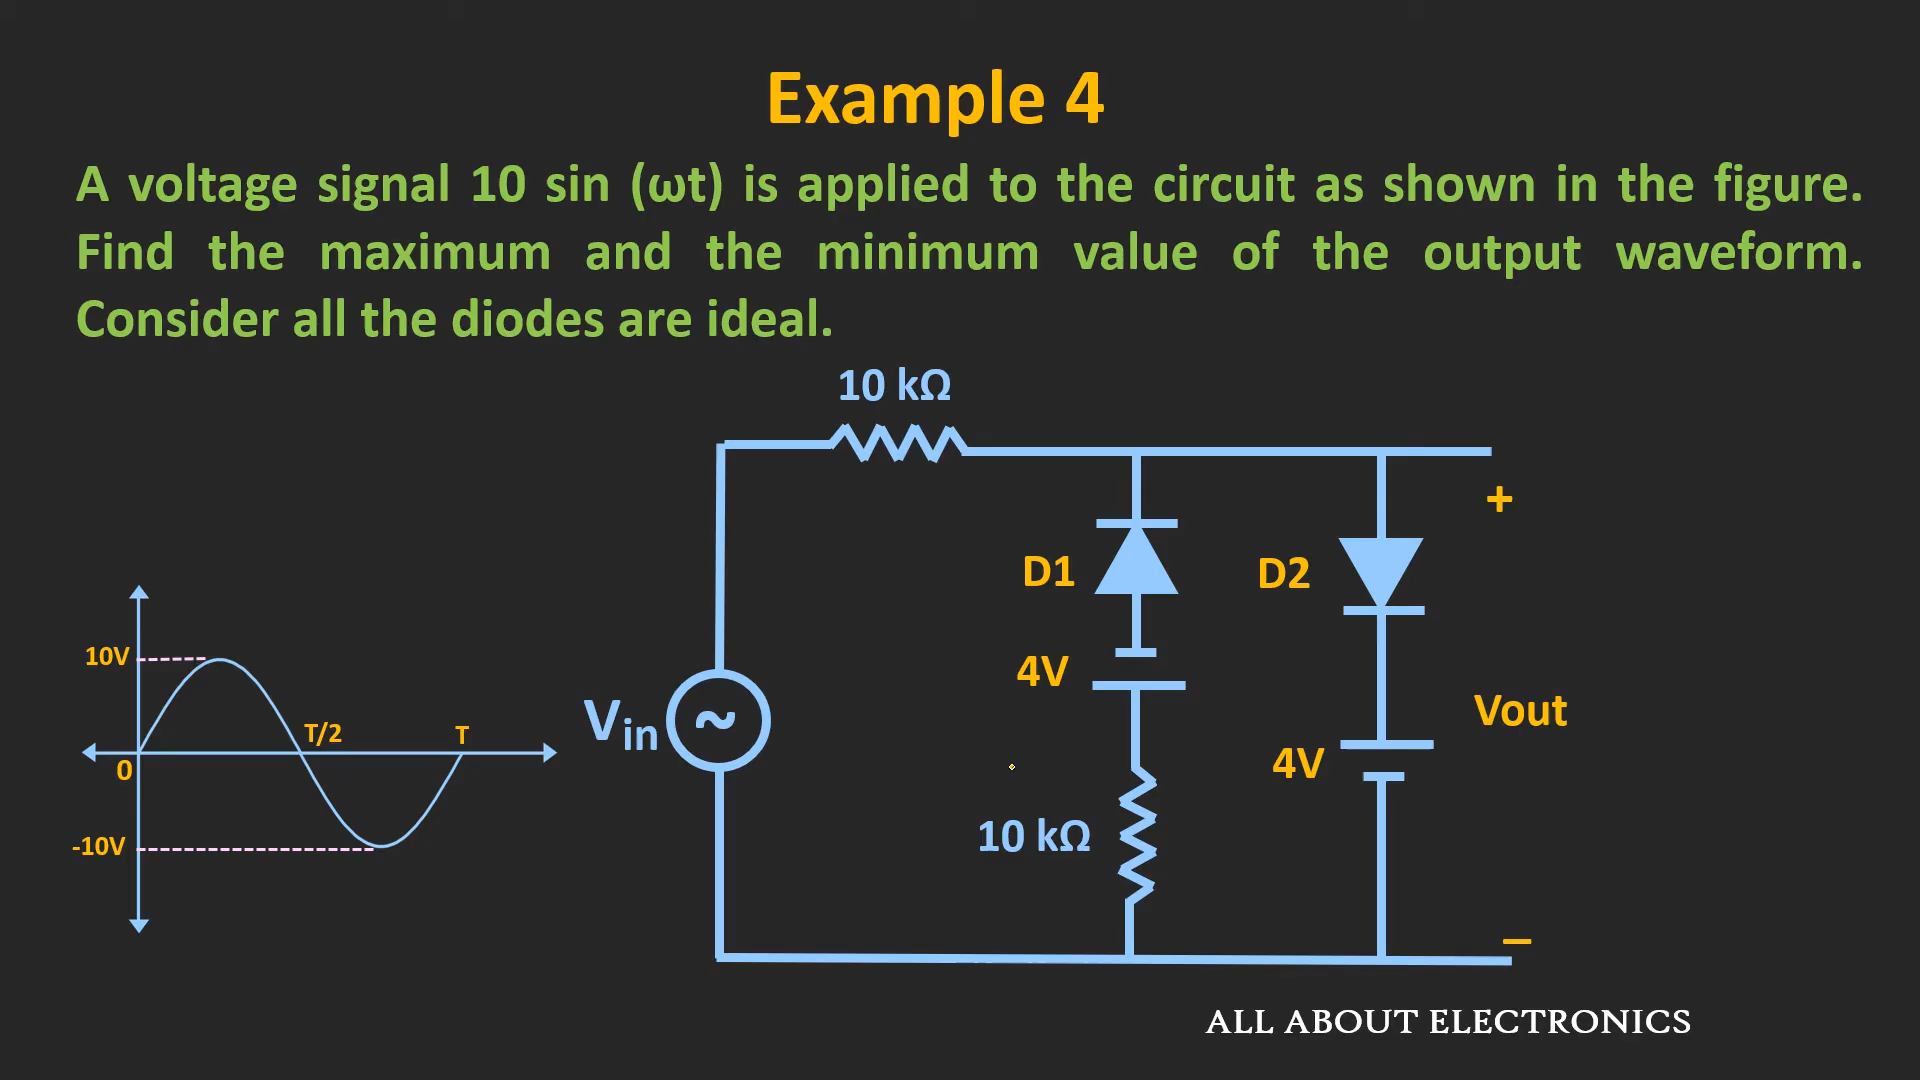 Example 4
A voltage signal 10 sin (ωt) is applied to the circuit as shown in the figure.
Find the maximum and the minimum value of the output waveform.
Consider all the diodes are ideal.
10 kΩ
+
D1
D2
10V
4V
Vin
Vout
T/2
T
0
4V
-10V
10 kΩ
–
ALL ABOUT ELECTRONICS